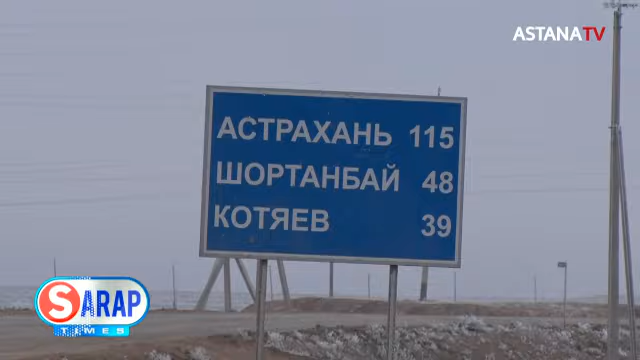 ASTANATV
АСТРАХАНЬ 115
ШОРТАНБАЙ 48
КОТЯЕВ 39
SARAP
TIMES